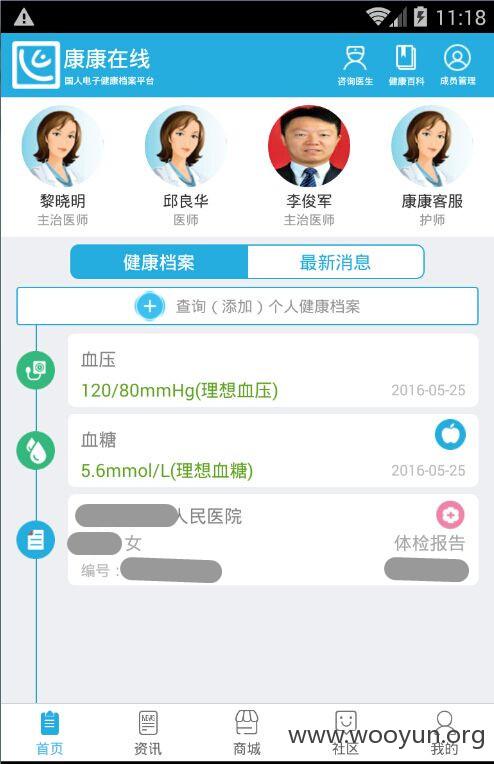 11:18
康康在线
国人电子健康档案平台
咨询医生 健康百科 成员管理
黎晓明 邱良华 李俊军 康康客服
主治医师 医师 主治医师 护师
健康档案 最新消息
查询（添加）个人健康档案
血压
120/80mmHg(理想血压) 2016-05-25
血糖
5.6mmol/L(理想血糖) 2016-05-25
人民医院
女 体检报告
编号：
NEWS
www.wooyun.org
首页 资讯 商城 社区 我的